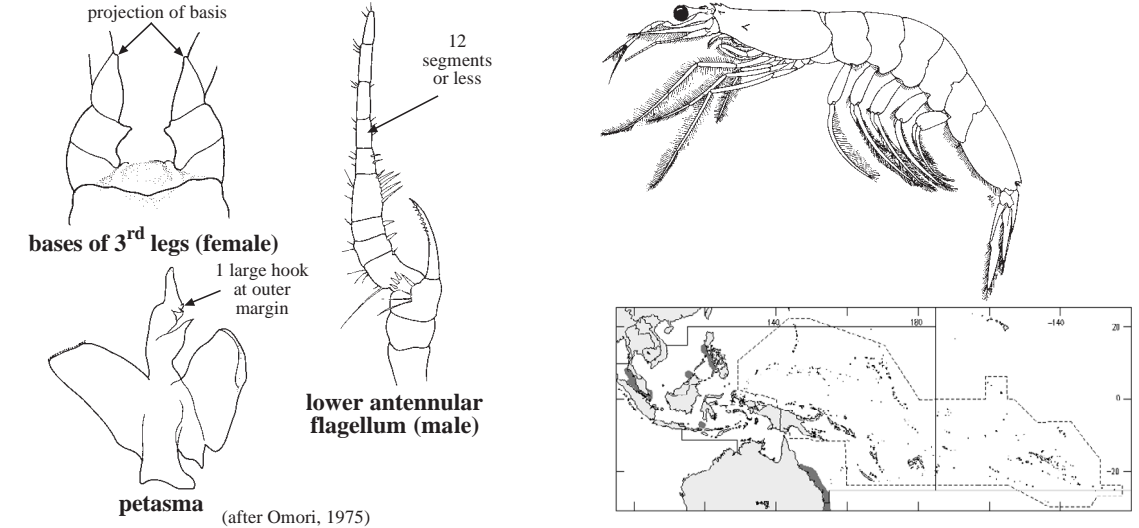 projection of basis
12
segments
or less
bases of 3rd legs (female)
1 large hook
at outer
margin
lower antennular
flagellum (male)
petasma
(after Omori, 1975)
140
180
-140
20
0
-20